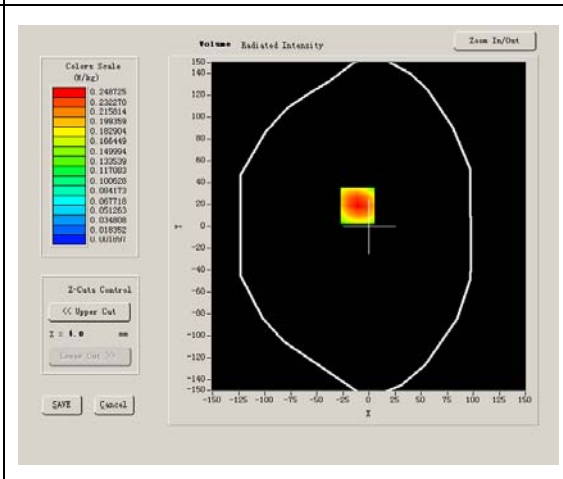 Volume Radiated Intensity
Zoom In/Out
Colors Scale
(W/kg)
0.248725
0.232270
0.215814
0.199359
0.182904
0.166449
0.149994
0.133539
0.117083
0.100628
0.084173
0.067718
0.051263
0.034808
0.018352
0.001897
150
140
120
100
80
60
40
20
0
-20
-40
-60
-80
-100
-120
-140
-150
Y
-150 -125 -100 -75 -50 -25 0 25 50 75 100 125 150
X
Z-Cuts Control
<< Upper Cut
Z = 4.0 mm
Lower Cut >>
SAVE
Cancel